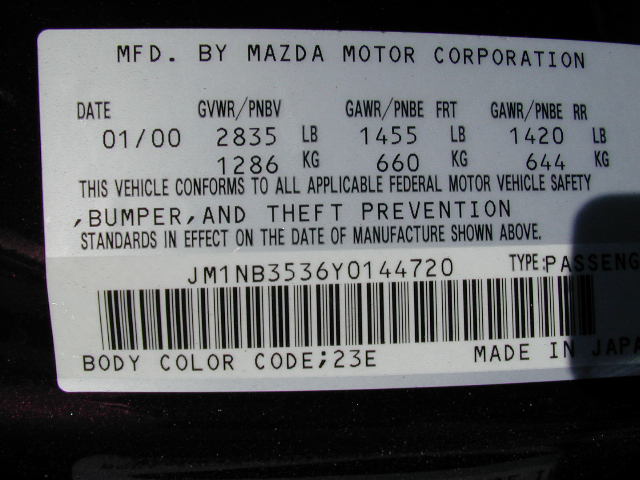 MFD. BY MAZDA MOTOR CORPORATION
DATE GVWR/PNBV GAWR/PNBE FRT GAWR/PNBE RR
01/00 2835 LB 1455 LB 1420 LB
1286 KG 660 KG 644 KG
THIS VEHICLE CONFORMS TO ALL APPLICABLE FEDERAL MOTOR VEHICLE SAFETY
,BUMPER,AND THEFT PREVENTION
STANDARDS IN EFFECT ON THE DATE OF MANUFACTURE SHOWN ABOVE.
JM1NB3536Y0144720 TYPE:PASSENG
BODY COLOR CODE;23E MADE IN JAPA